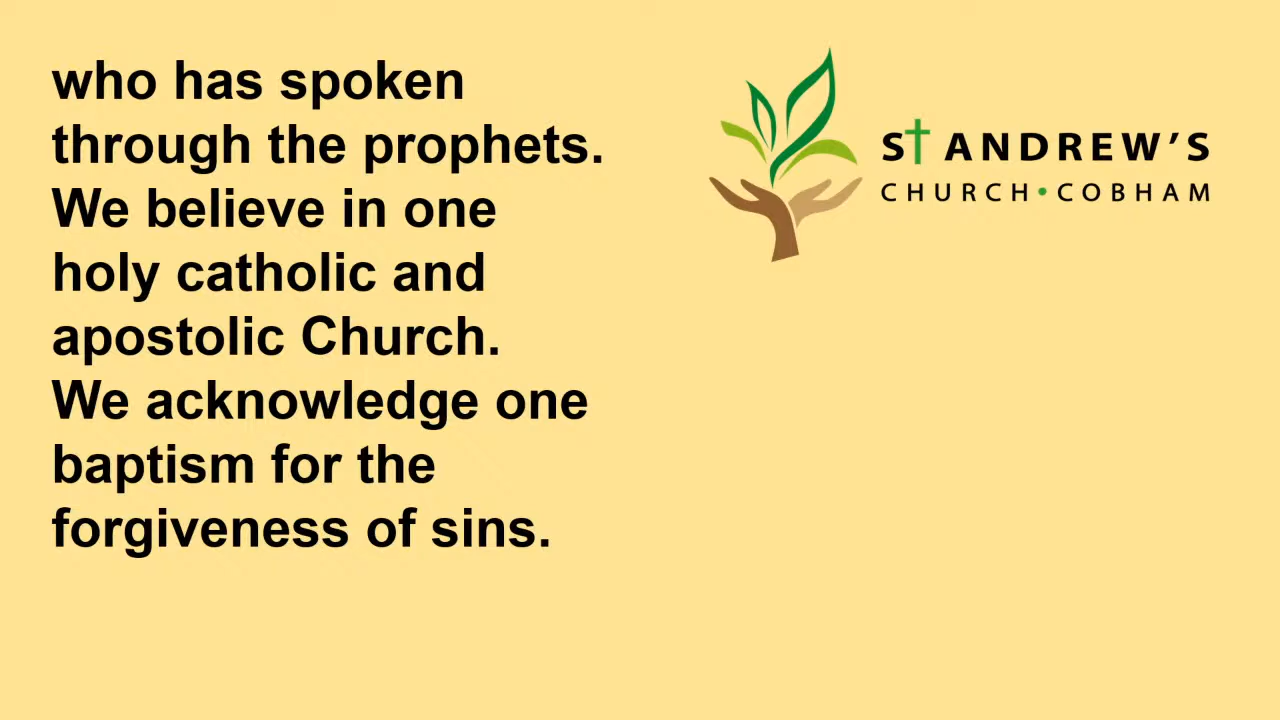 who has spoken
through the prophets.
We believe in one
holy catholic and
apostolic Church.
We acknowledge one
baptism for the
forgiveness of sins.
St ANDREW'S
CHURCH•COBHAM